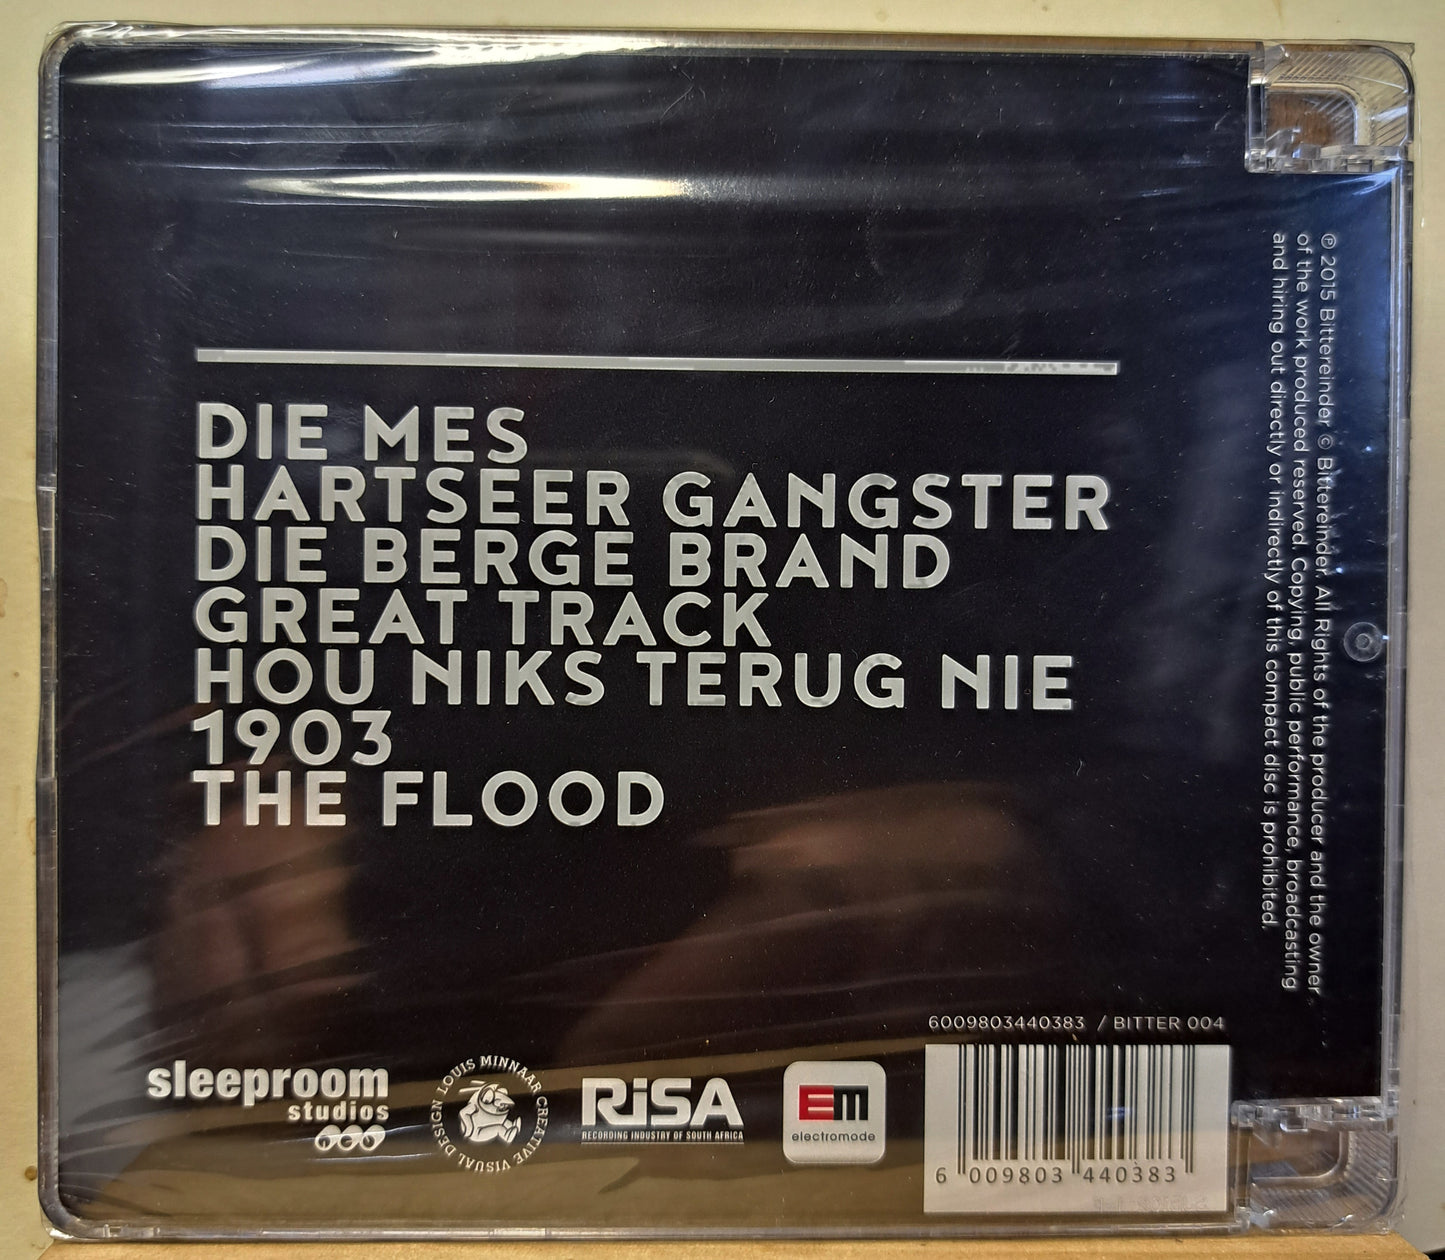 DIE MES
HARTSEER GANGSTER
DIE BERGE BRAND
GREAT TRACK
HOU NIKS TERUG NIE
1903
THE FLOOD
℗ 2015 Bittereinder © Bittereinder. All Rights of the producer and the owner
of the work produced reserved. Copying, public performance, broadcasting
and hiring out directly or indirectly of this compact disc is prohibited.
6009803440383 / BITTER 004
sleeproom
studios
LOUIS MINNAAR CREATIVE VISUAL DESIGN
RiSA
RECORDING INDUSTRY OF SOUTH AFRICA
EM
electromode
6 009803 440383